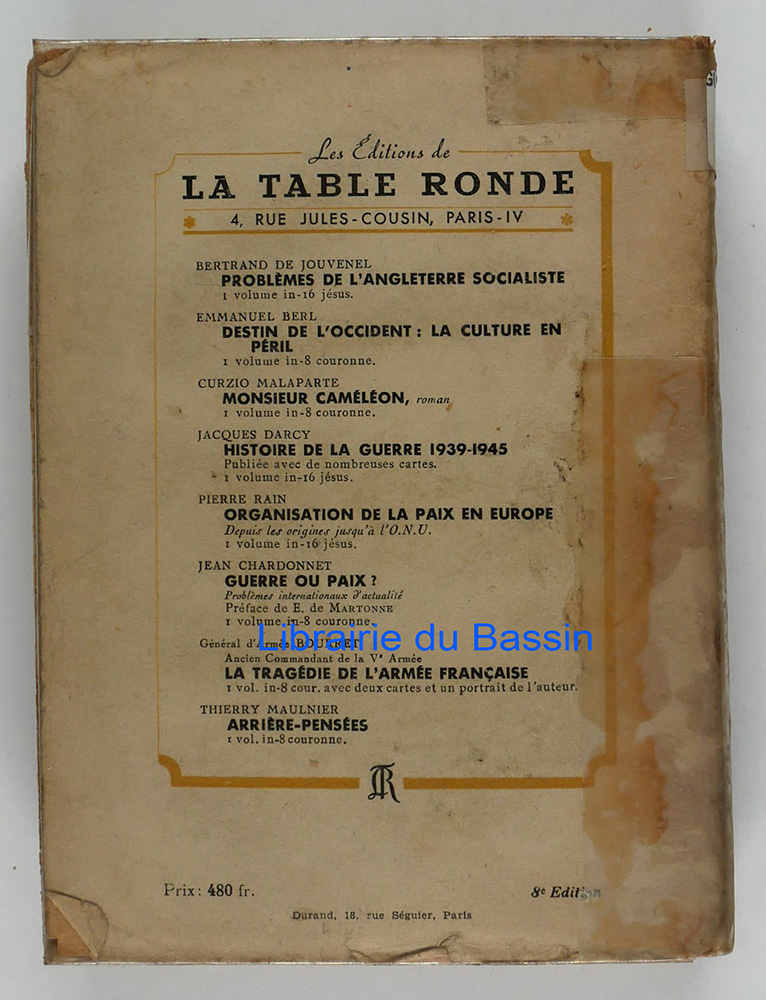 Les Éditions de
LA TABLE RONDE
4, RUE JULES-COUSIN, PARIS-IV
BERTRAND DE JOUVENEL
PROBLÈMES DE L'ANGLETERRE SOCIALISTE
1 volume in-16 jésus.
EMMANUEL BERL
DESTIN DE L'OCCIDENT : LA CULTURE EN
PÉRIL
1 volume in-8 couronne.
CURZIO MALAPARTE
MONSIEUR CAMÉLÉON, roman
1 volume in-8 couronne.
JACQUES DARCY
HISTOIRE DE LA GUERRE 1939-1945
Publiée avec de nombreuses cartes.
1 volume in-16 jésus.
PIERRE RAIN
ORGANISATION DE LA PAIX EN EUROPE
Depuis les origines jusqu'à l'O.N.U.
1 volume in-16 jésus.
JEAN CHARDONNET
GUERRE OU PAIX ?
Problèmes internationaux d'actualité
Préface de E. de MARTONNE
1 volume in-8 couronne.
Librairie du Bassin
Général d'Armée BOURRET
Ancien Commandant de la Vᵉ Armée
LA TRAGÉDIE DE L'ARMÉE FRANÇAISE
1 vol. in-8 cour. avec deux cartes et un portrait de l'auteur.
THIERRY MAULNIER
ARRIÈRE-PENSÉES
1 vol. in-8 couronne.
TR
Prix : 480 fr.
8ᵉ Edition
Durand, 18, rue Séguier, Paris